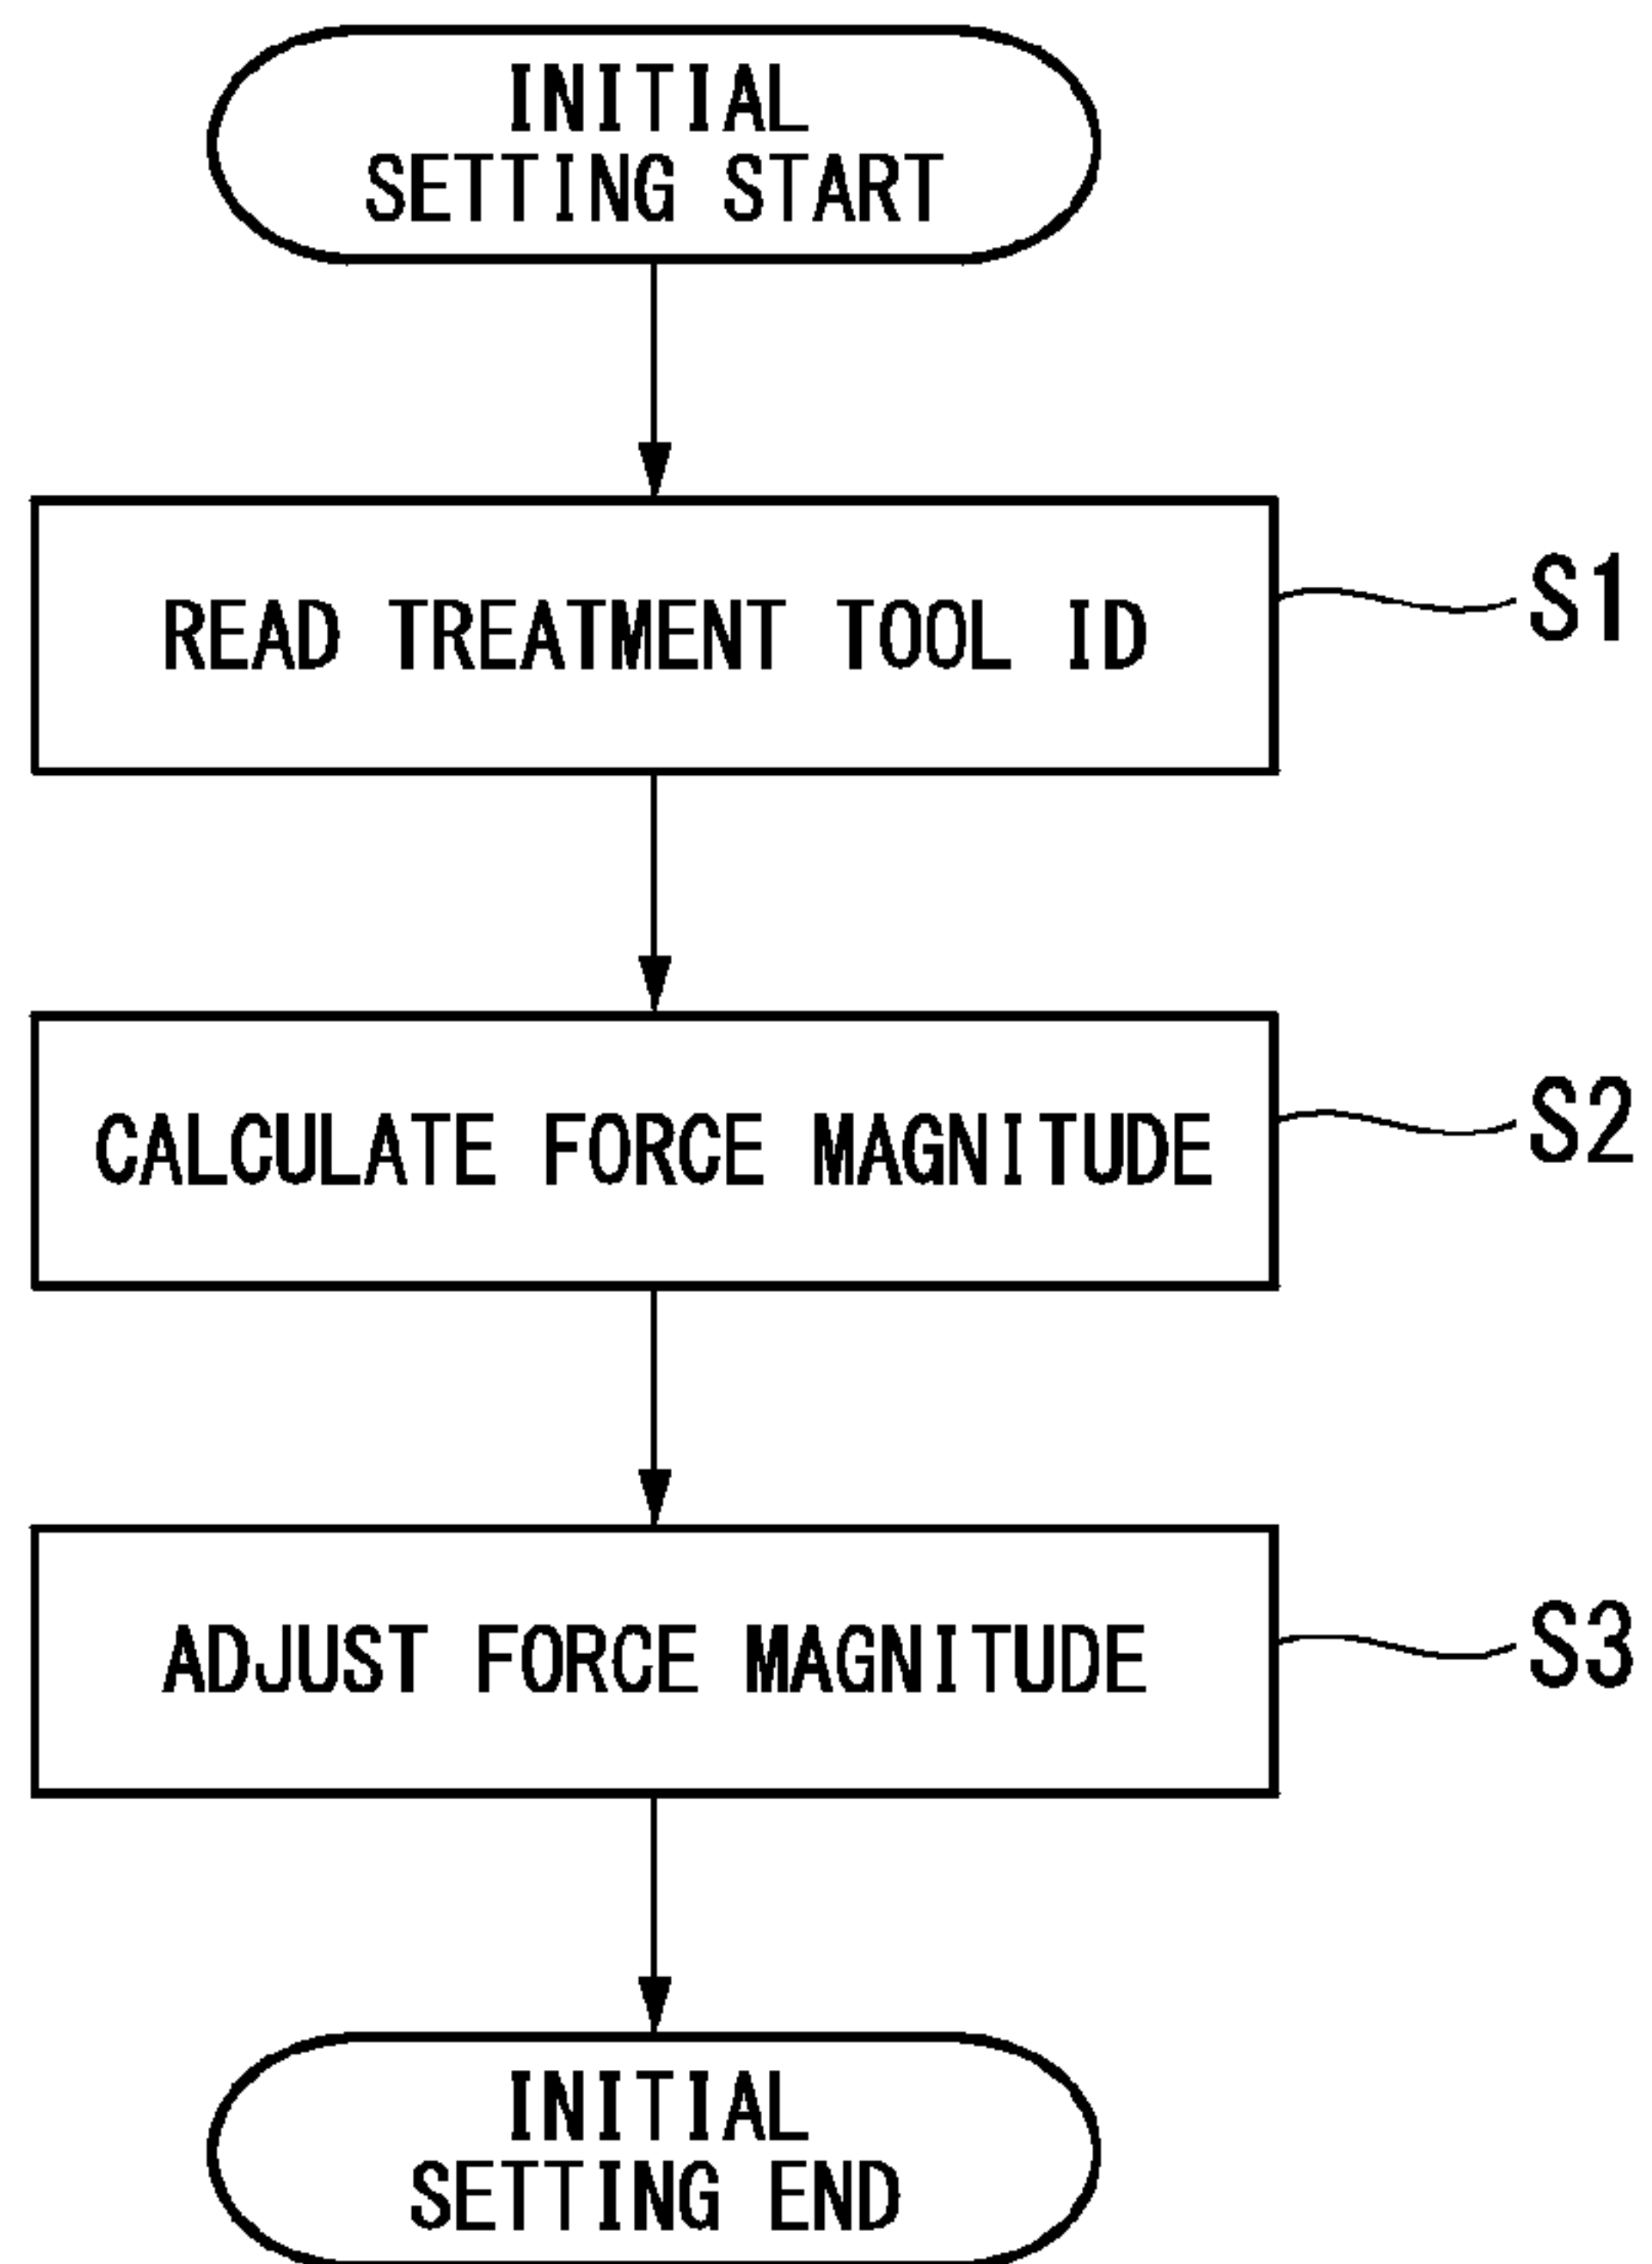 INITIAL
SETTING START
READ TREATMENT TOOL ID
S1
CALCULATE FORCE MAGNITUDE
S2
ADJUST FORCE MAGNITUDE
S3
INITIAL
SETTING END